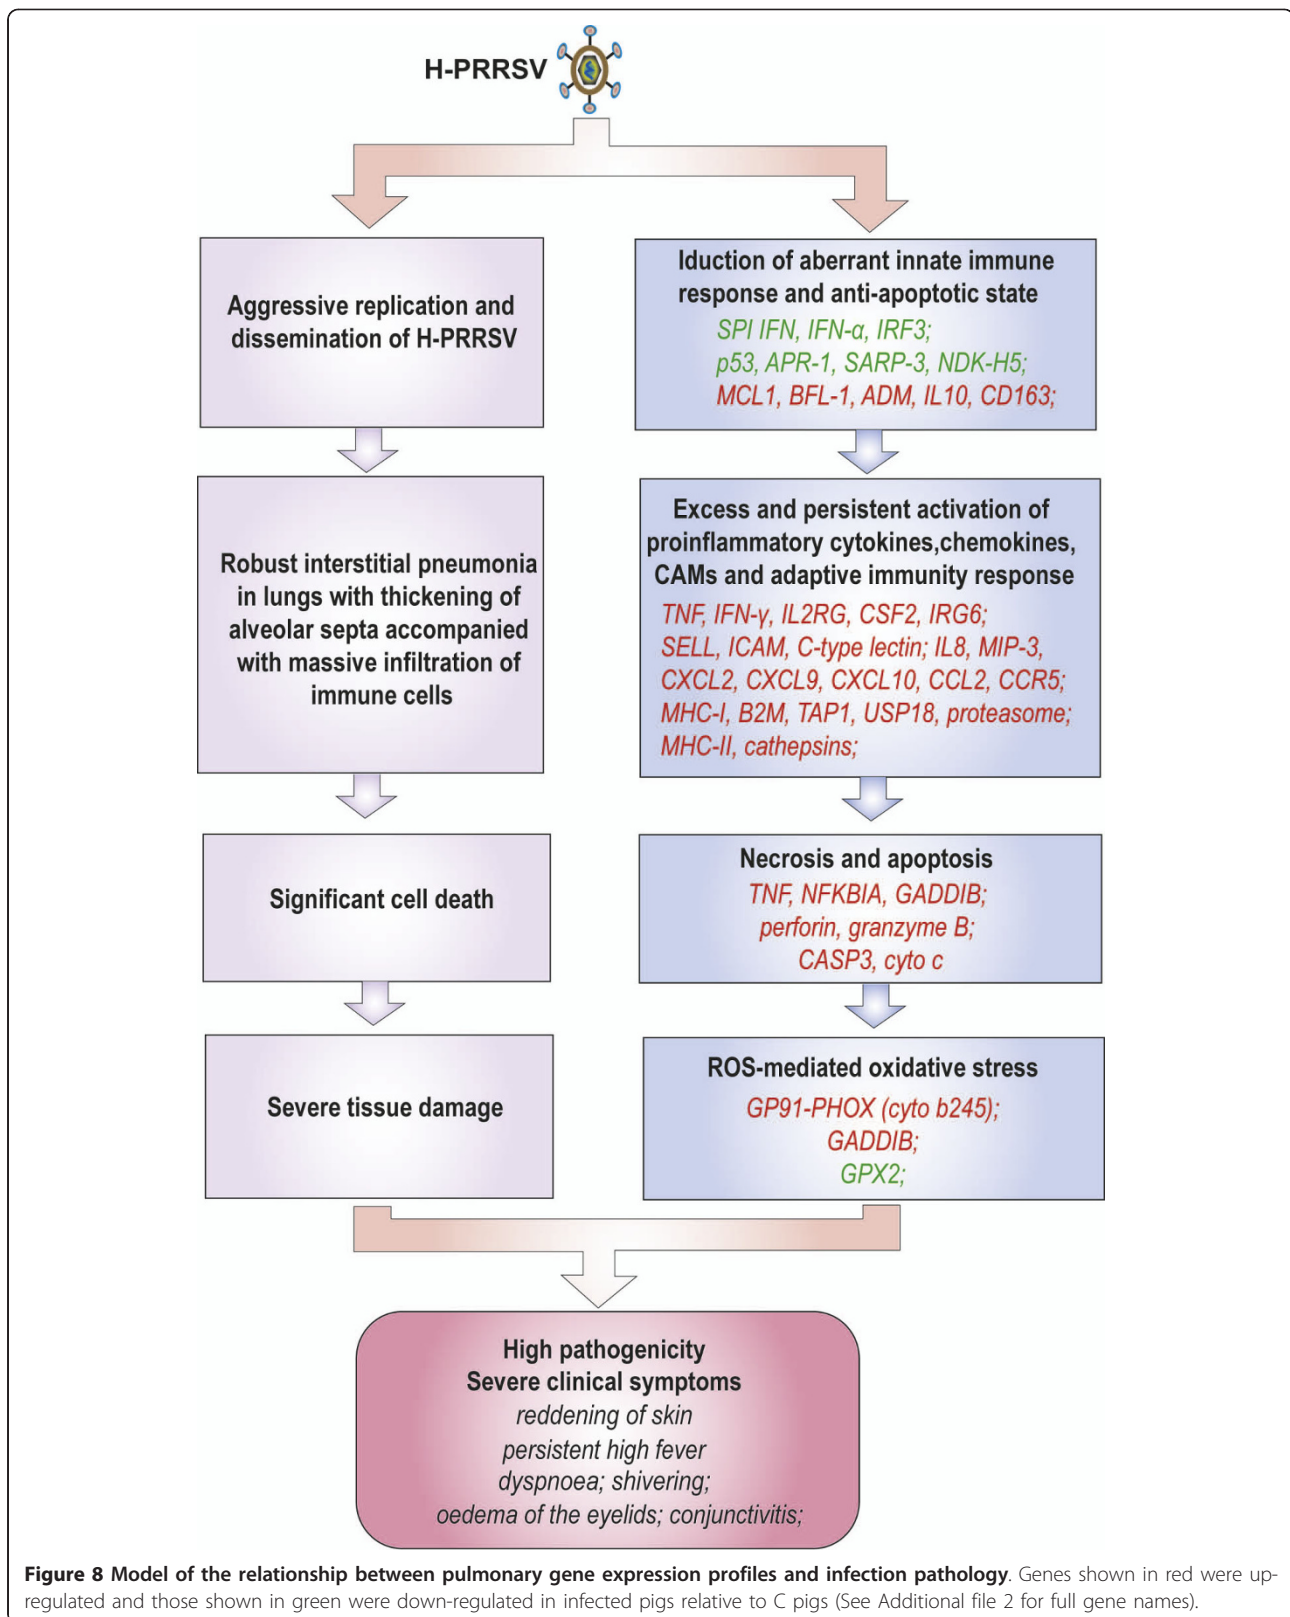 H-PRRSV
Aggressive replication and
dissemination of H-PRRSV
Robust interstitial pneumonia
in lungs with thickening of
alveolar septa accompanied
with massive infiltration of
immune cells
Significant cell death
Severe tissue damage
Iduction of aberrant innate immune
response and anti-apoptotic state
SPI IFN, IFN-α, IRF3;
p53, APR-1, SARP-3, NDK-H5;
MCL1, BFL-1, ADM, IL10, CD163;
Excess and persistent activation of
proinflammatory cytokines,chemokines,
CAMs and adaptive immunity response
TNF, IFN-γ, IL2RG, CSF2, IRG6;
SELL, ICAM, C-type lectin; IL8, MIP-3,
CXCL2, CXCL9, CXCL10, CCL2, CCR5;
MHC-I, B2M, TAP1, USP18, proteasome;
MHC-II, cathepsins;
Necrosis and apoptosis
TNF, NFKBIA, GADDIB;
perforin, granzyme B;
CASP3, cyto c
ROS-mediated oxidative stress
GP91-PHOX (cyto b245);
GADDIB;
GPX2;
High pathogenicity
Severe clinical symptoms
reddening of skin
persistent high fever
dyspnoea; shivering;
oedema of the eyelids; conjunctivitis;
Figure 8 Model of the relationship between pulmonary gene expression profiles and infection pathology. Genes shown in red were up-
regulated and those shown in green were down-regulated in infected pigs relative to C pigs (See Additional file 2 for full gene names).